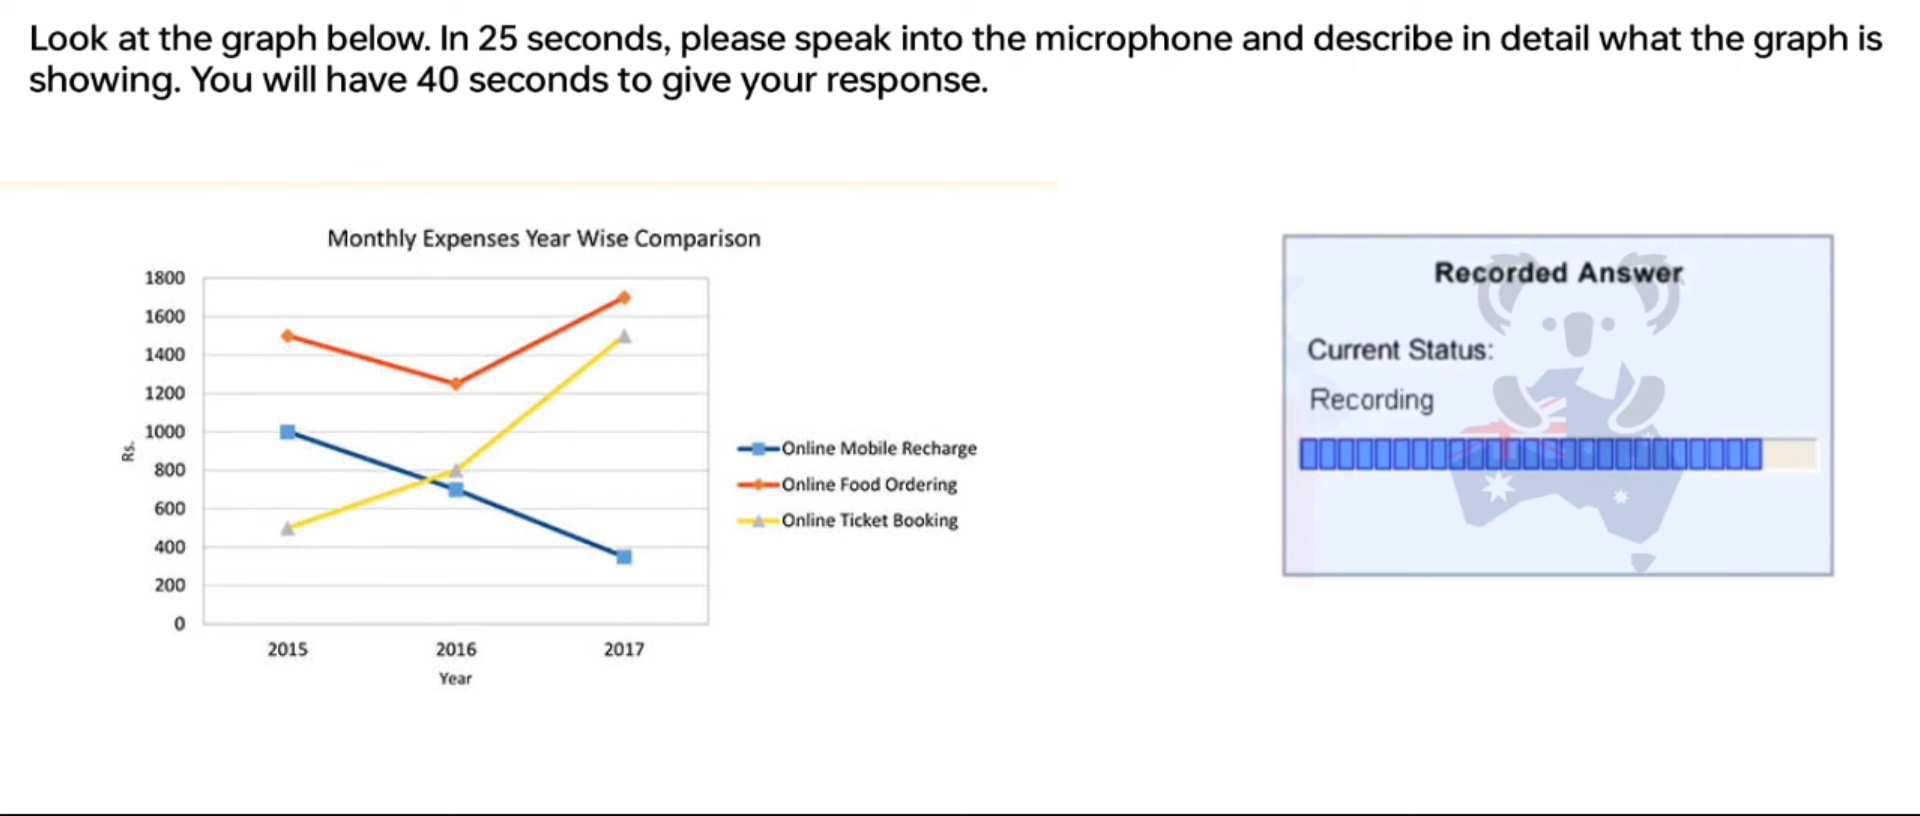 Look at the graph below. In 25 seconds, please speak into the microphone and describe in detail what the graph is
showing. You will have 40 seconds to give your response.
Monthly Expenses Year Wise Comparison
1800
1600
1400
1200
1000
800
600
400
200
0
Rs.
2015 2016 2017
Year
Online Mobile Recharge
Online Food Ordering
Online Ticket Booking
Recorded Answer
Current Status:
Recording